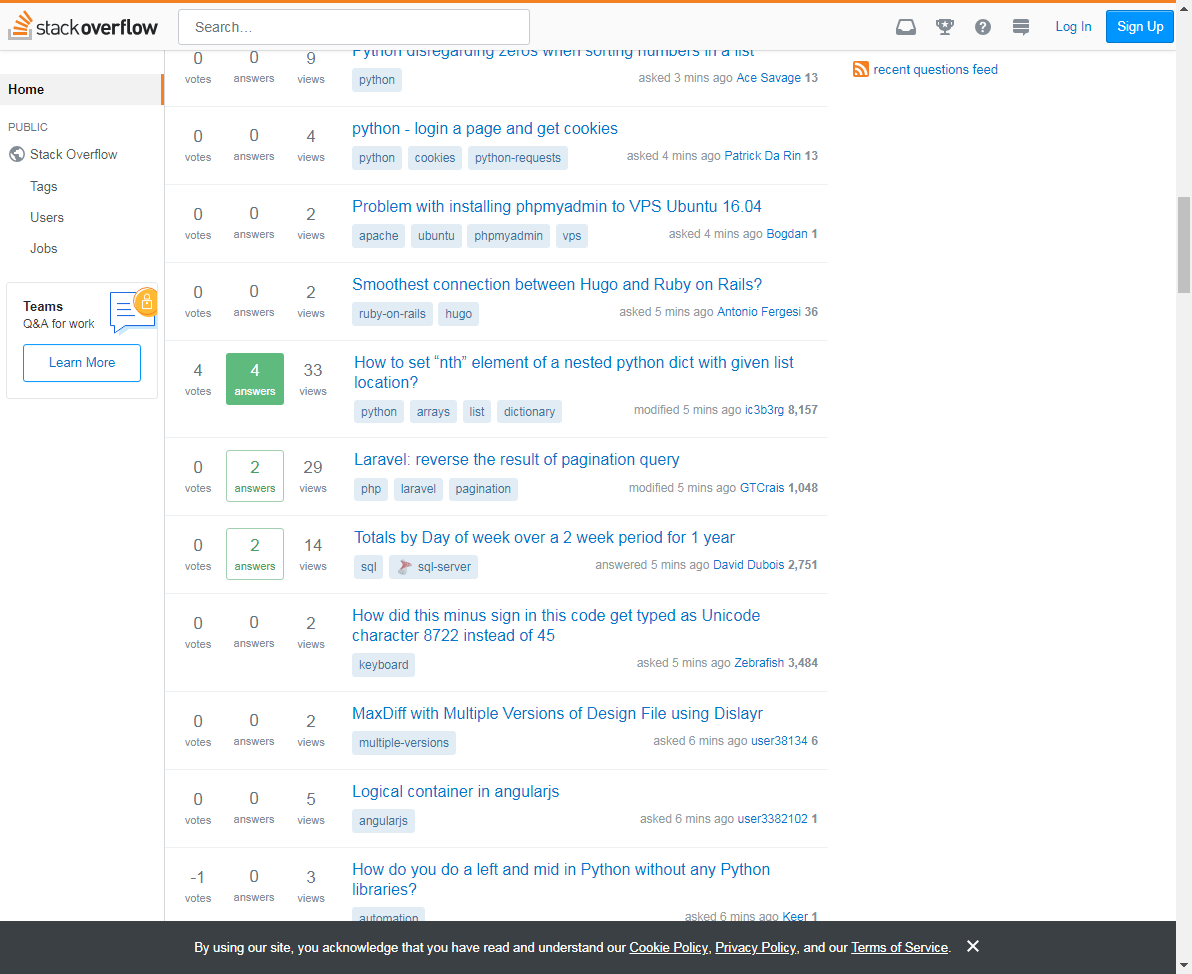 stackoverflow
Search…
Log In
Sign Up
Home
PUBLIC
Stack Overflow
Tags
Users
Jobs
Teams
Q&A for work
Learn More
0 votes 0 answers 9 views
Python disregarding zeros when sorting numbers in a list
python
asked 3 mins ago Ace Savage 13
0 votes 0 answers 4 views
python - login a page and get cookies
python cookies python-requests
asked 4 mins ago Patrick Da Rin 13
0 votes 0 answers 2 views
Problem with installing phpmyadmin to VPS Ubuntu 16.04
apache ubuntu phpmyadmin vps
asked 4 mins ago Bogdan 1
0 votes 0 answers 2 views
Smoothest connection between Hugo and Ruby on Rails?
ruby-on-rails hugo
asked 5 mins ago Antonio Fergesi 36
4 votes 4 answers 33 views
How to set “nth” element of a nested python dict with given list
location?
python arrays list dictionary
modified 5 mins ago ic3b3rg 8,157
0 votes 2 answers 29 views
Laravel: reverse the result of pagination query
php laravel pagination
modified 5 mins ago GTCrais 1,048
0 votes 2 answers 14 views
Totals by Day of week over a 2 week period for 1 year
sql sql-server
answered 5 mins ago David Dubois 2,751
0 votes 0 answers 2 views
How did this minus sign in this code get typed as Unicode
character 8722 instead of 45
keyboard
asked 5 mins ago Zebrafish 3,484
0 votes 0 answers 2 views
MaxDiff with Multiple Versions of Design File using Dislayr
multiple-versions
asked 6 mins ago user38134 6
0 votes 0 answers 5 views
Logical container in angularjs
angularjs
asked 6 mins ago user3382102 1
-1 votes 0 answers 3 views
How do you do a left and mid in Python without any Python
libraries?
automation
asked 6 mins ago Keer 1
recent questions feed
By using our site, you acknowledge that you have read and understand our Cookie Policy, Privacy Policy, and our Terms of Service.